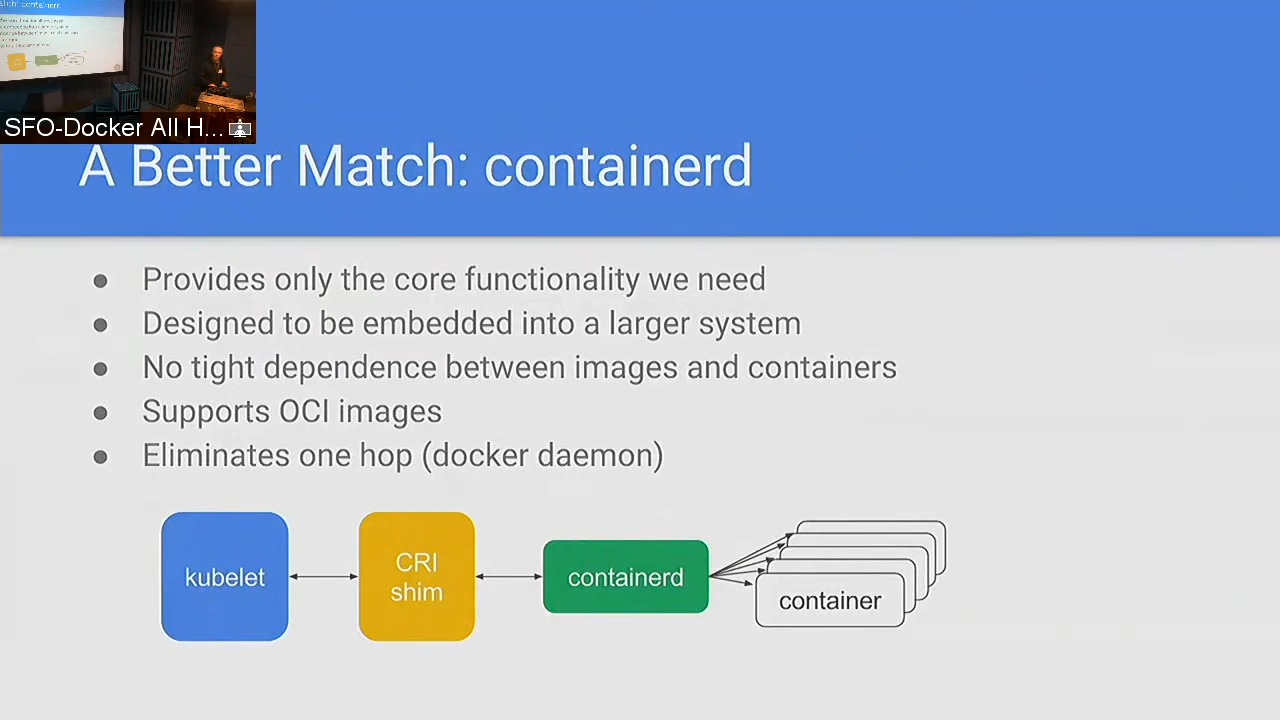 SFO-Docker All H...
A Better Match: containerd
Provides only the core functionality we need
Designed to be embedded into a larger system
No tight dependence between images and containers
Supports OCI images
Eliminates one hop (docker daemon)
kubelet
CRI
shim
containerd
container